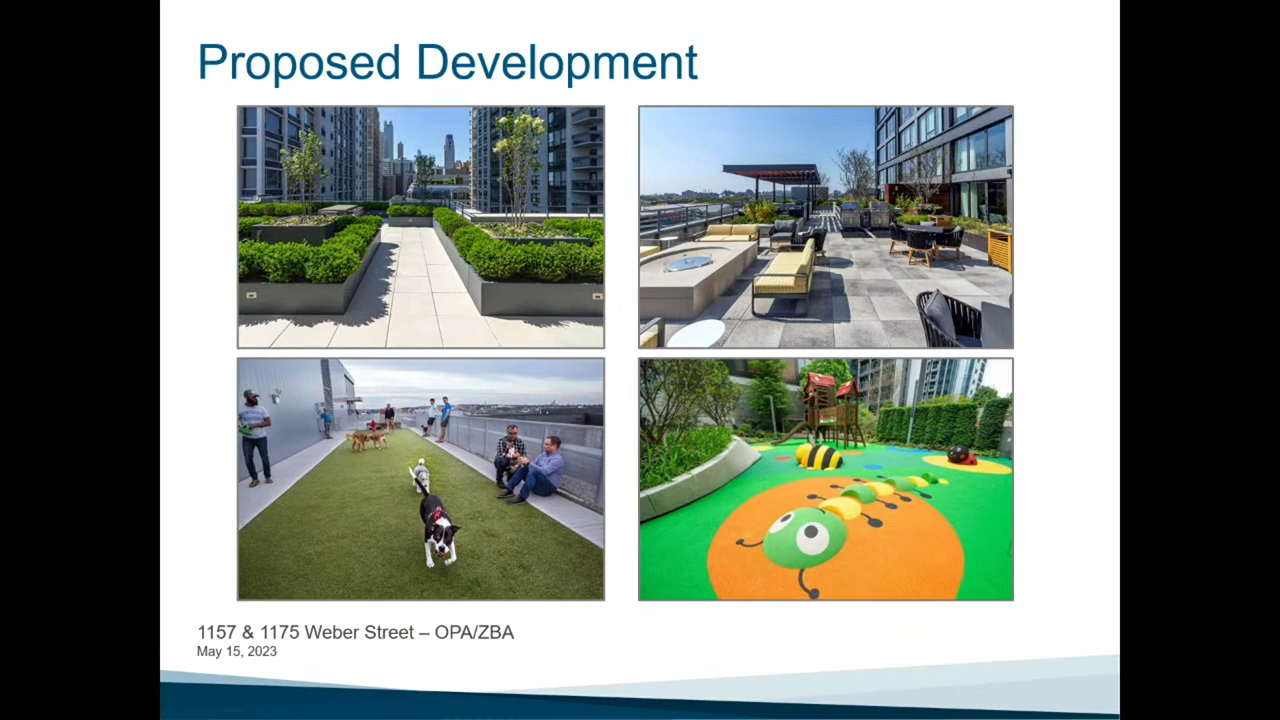 Proposed Development
1157 & 1175 Weber Street – OPA/ZBA
May 15, 2023